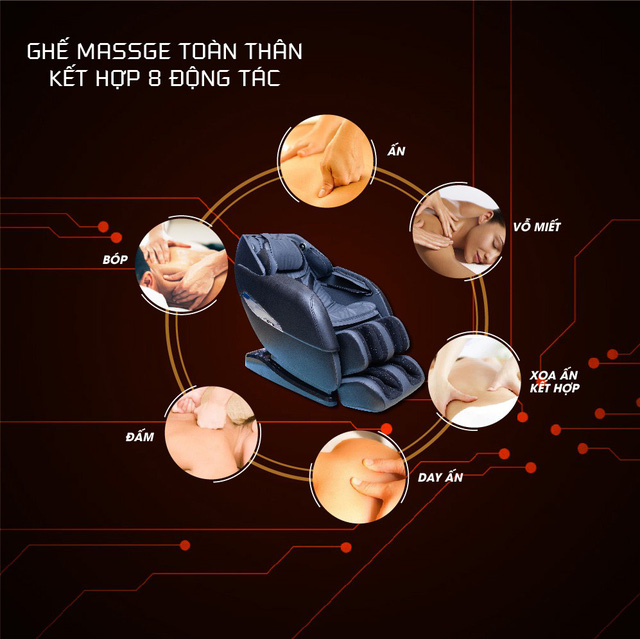 GHẾ MASSGE TOÀN THÂN
KẾT HỢP 8 ĐỘNG TÁC
ẤN
VỖ MIẾT
BÓP
XOA ẤN
KẾT HỢP
ĐẤM
DAY ẤN